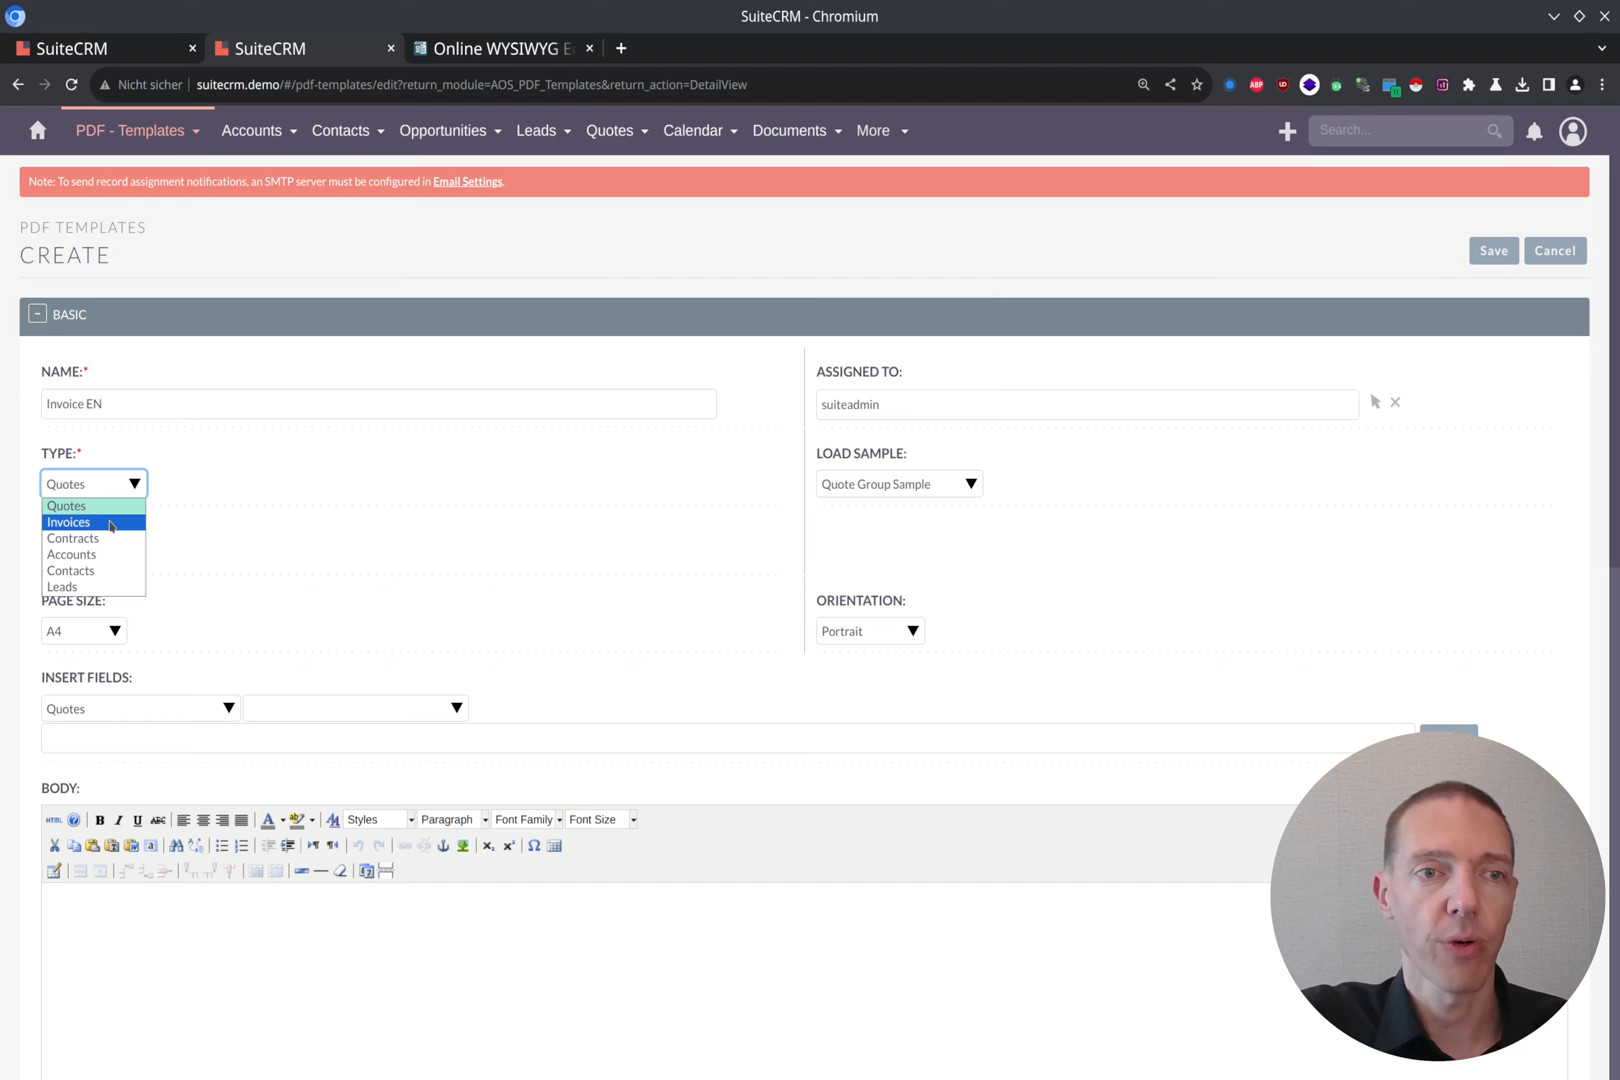 SuiteCRM - Chromium
SuiteCRM
SuiteCRM
Online WYSIWYG E
Nicht sicher
suitecrm.demo/#/pdf-templates/edit?return_module=AOS_PDF_Templates&return_action=DetailView
PDF - Templates
Accounts
Contacts
Opportunities
Leads
Quotes
Calendar
Documents
More
Search...
Note: To send record assignment notifications, an SMTP server must be configured in Email Settings.
PDF TEMPLATES
CREATE
Save
Cancel
BASIC
NAME:*
ASSIGNED TO:
Invoice EN
suiteadmin
TYPE:*
LOAD SAMPLE:
Quotes
Quote Group Sample
Quotes
Invoices
Contracts
Accounts
Contacts
Leads
PAGE SIZE:
ORIENTATION:
A4
Portrait
INSERT FIELDS:
Quotes
BODY:
HTML
B I U ABC
Styles
Paragraph
Font Family
Font Size